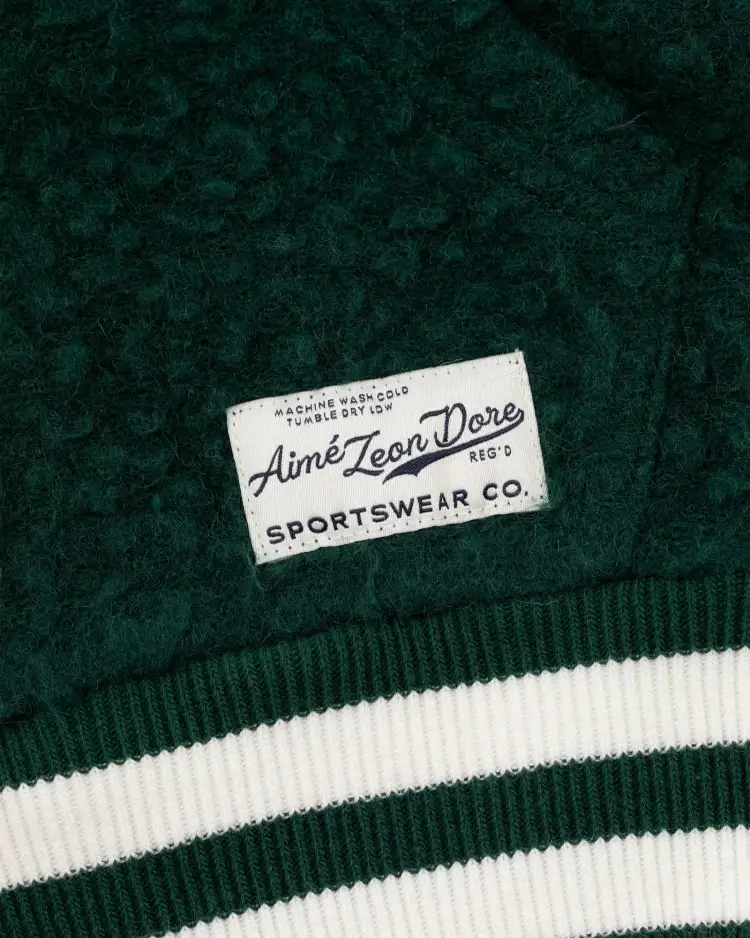 MACHINE WASH COLD
TUMBLE DRY LOW
Aimé Leon Dore
REG'D
SPORTSWEAR CO.